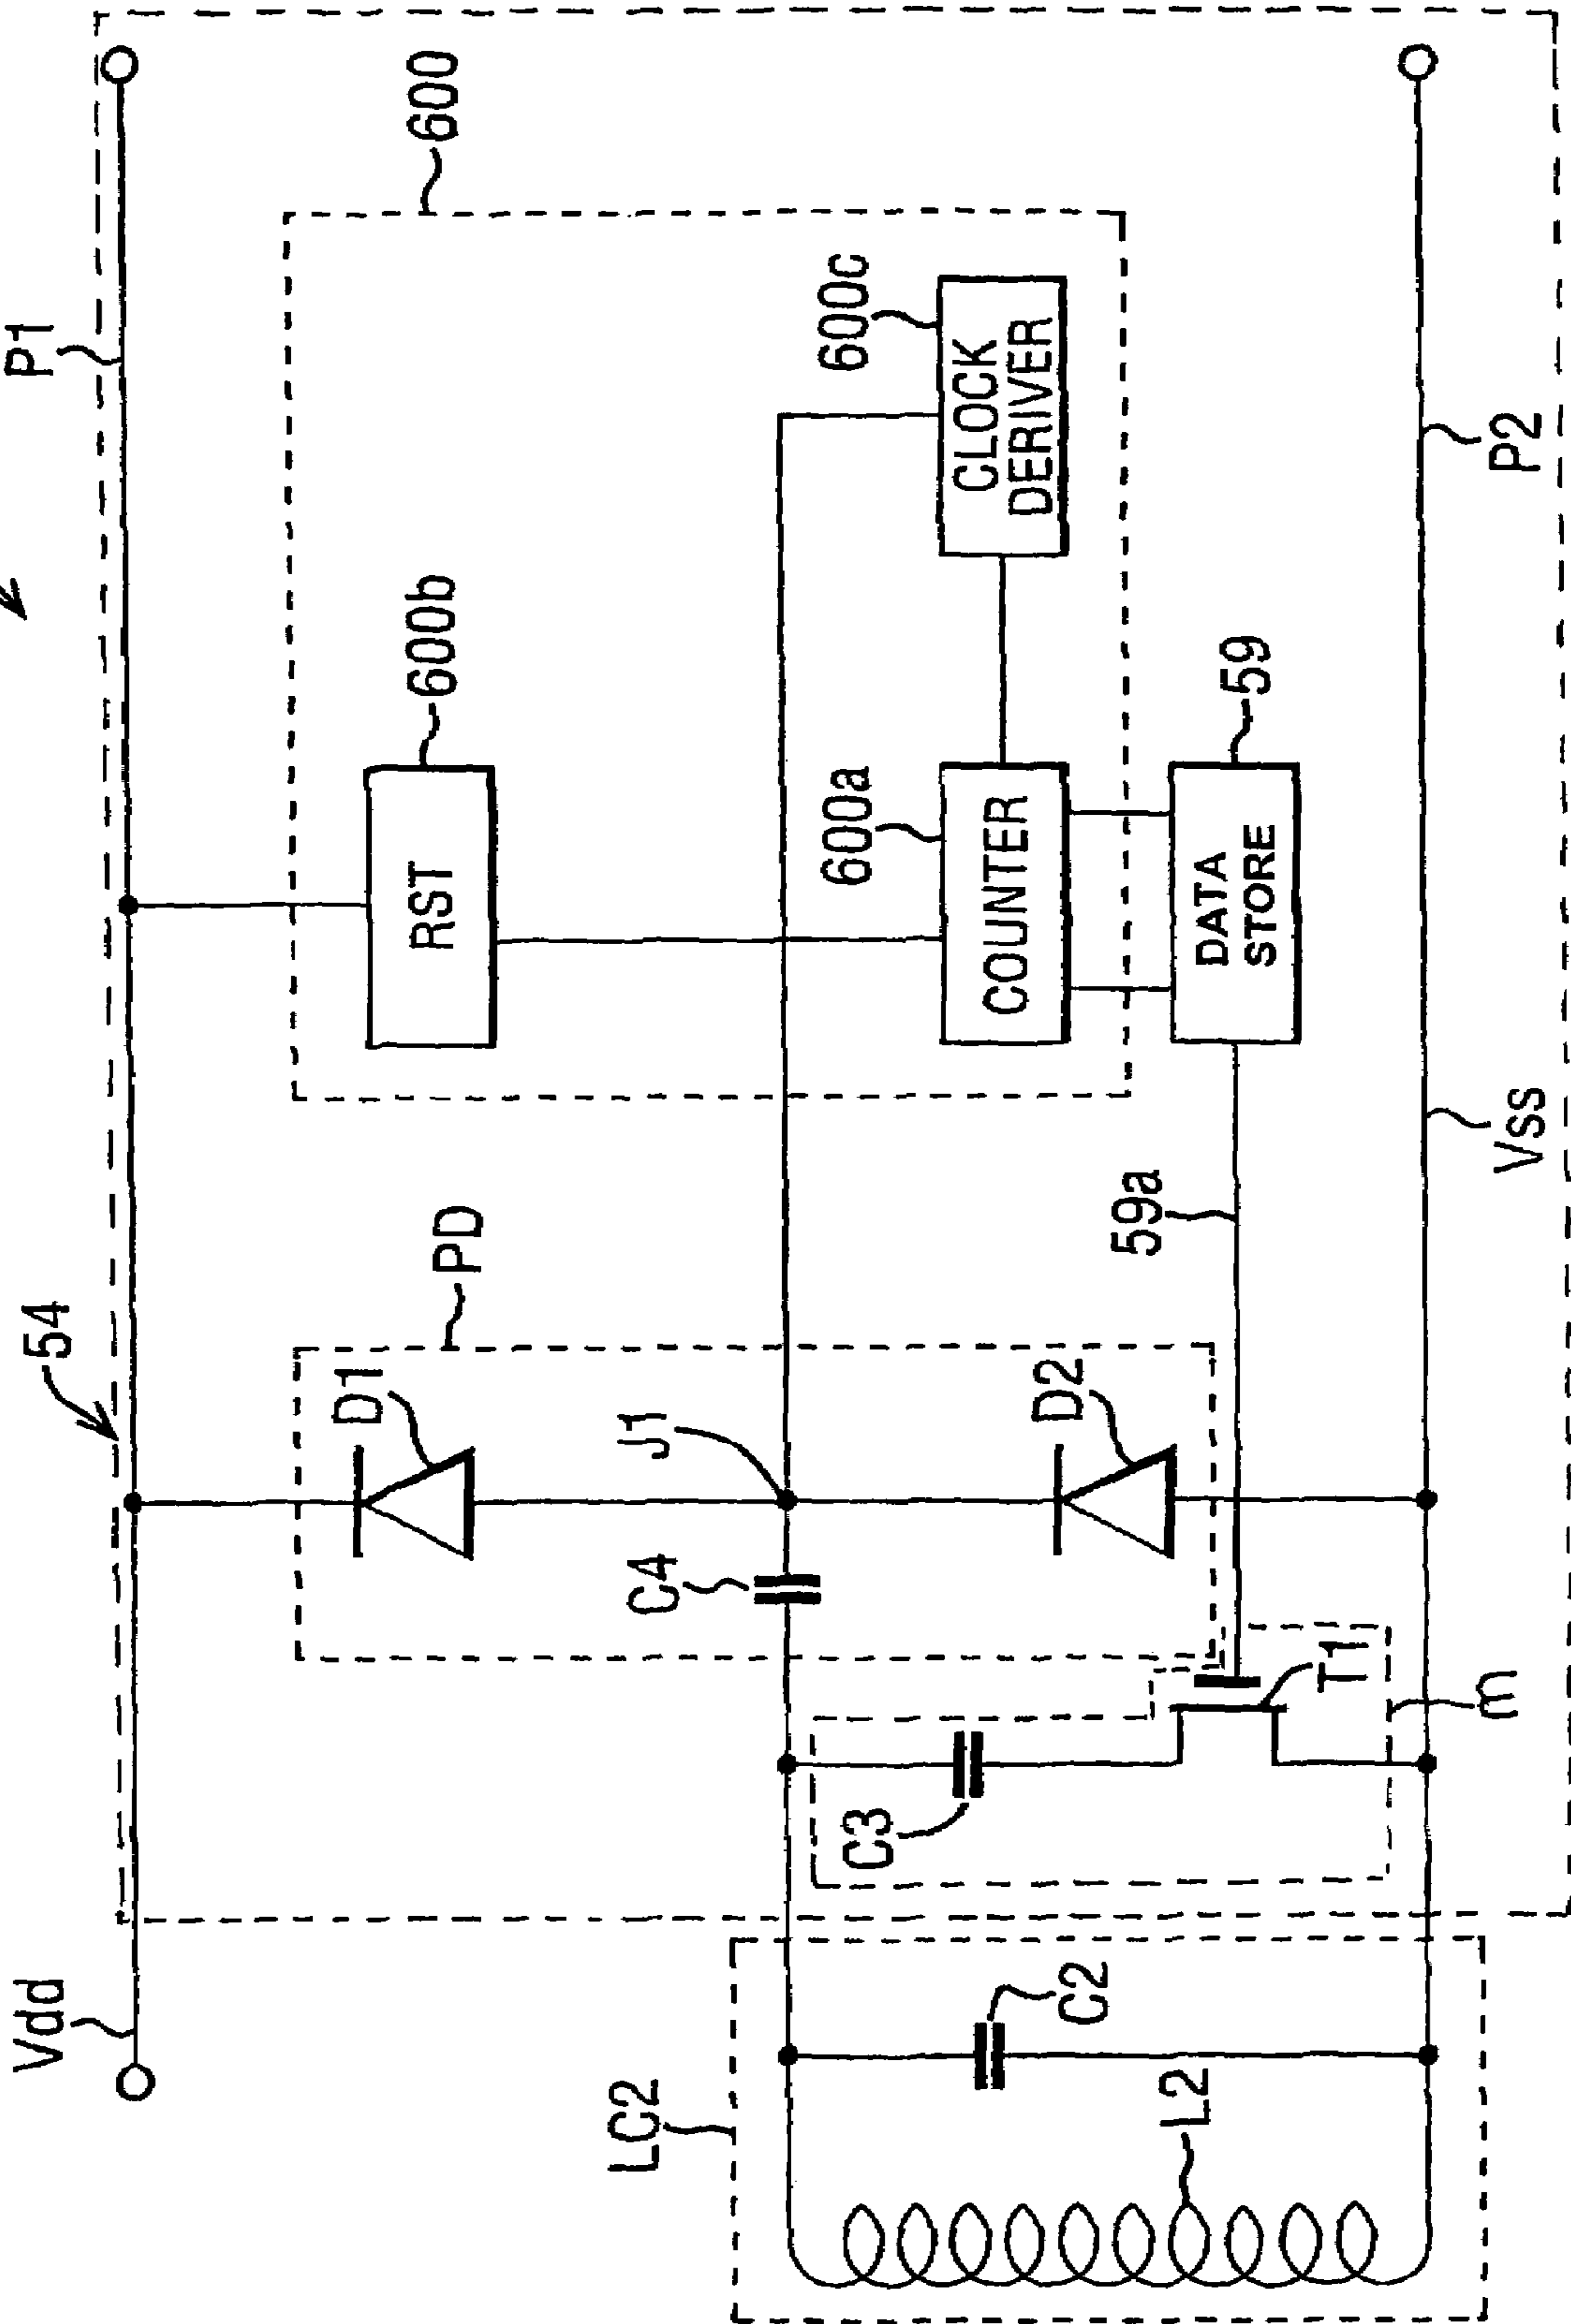 Vdd
54
P1
PD
D1
600b
600
RST
LC2
C4
J1
600a
600c
C3
COUNTER
CLOCK
DERIVER
C2
D2
59a
59
L2
DATA
STORE
T1
m
Vss
P2